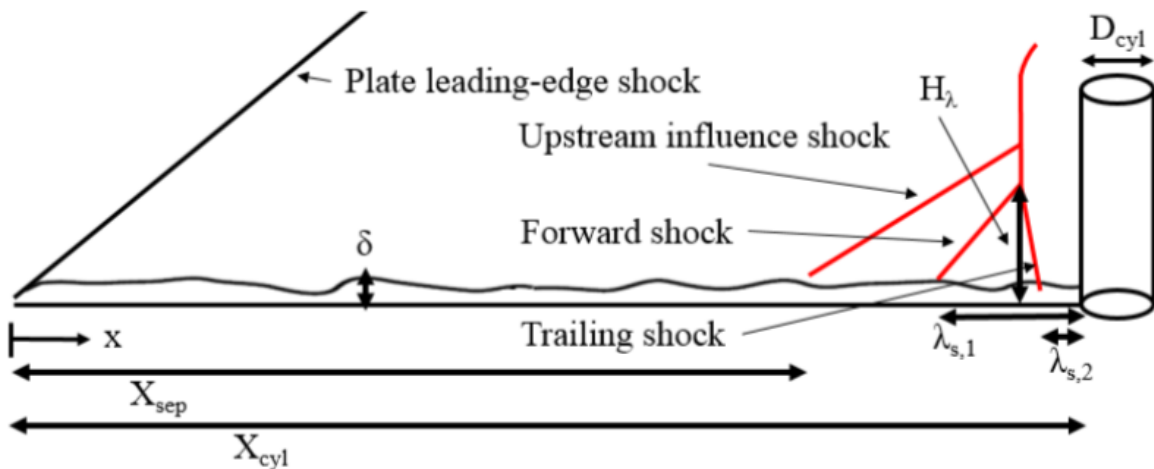 D_cyl
Plate leading-edge shock
H_λ
Upstream influence shock
δ
Forward shock
x
Trailing shock
λ_s,1
λ_s,2
X_sep
X_cyl